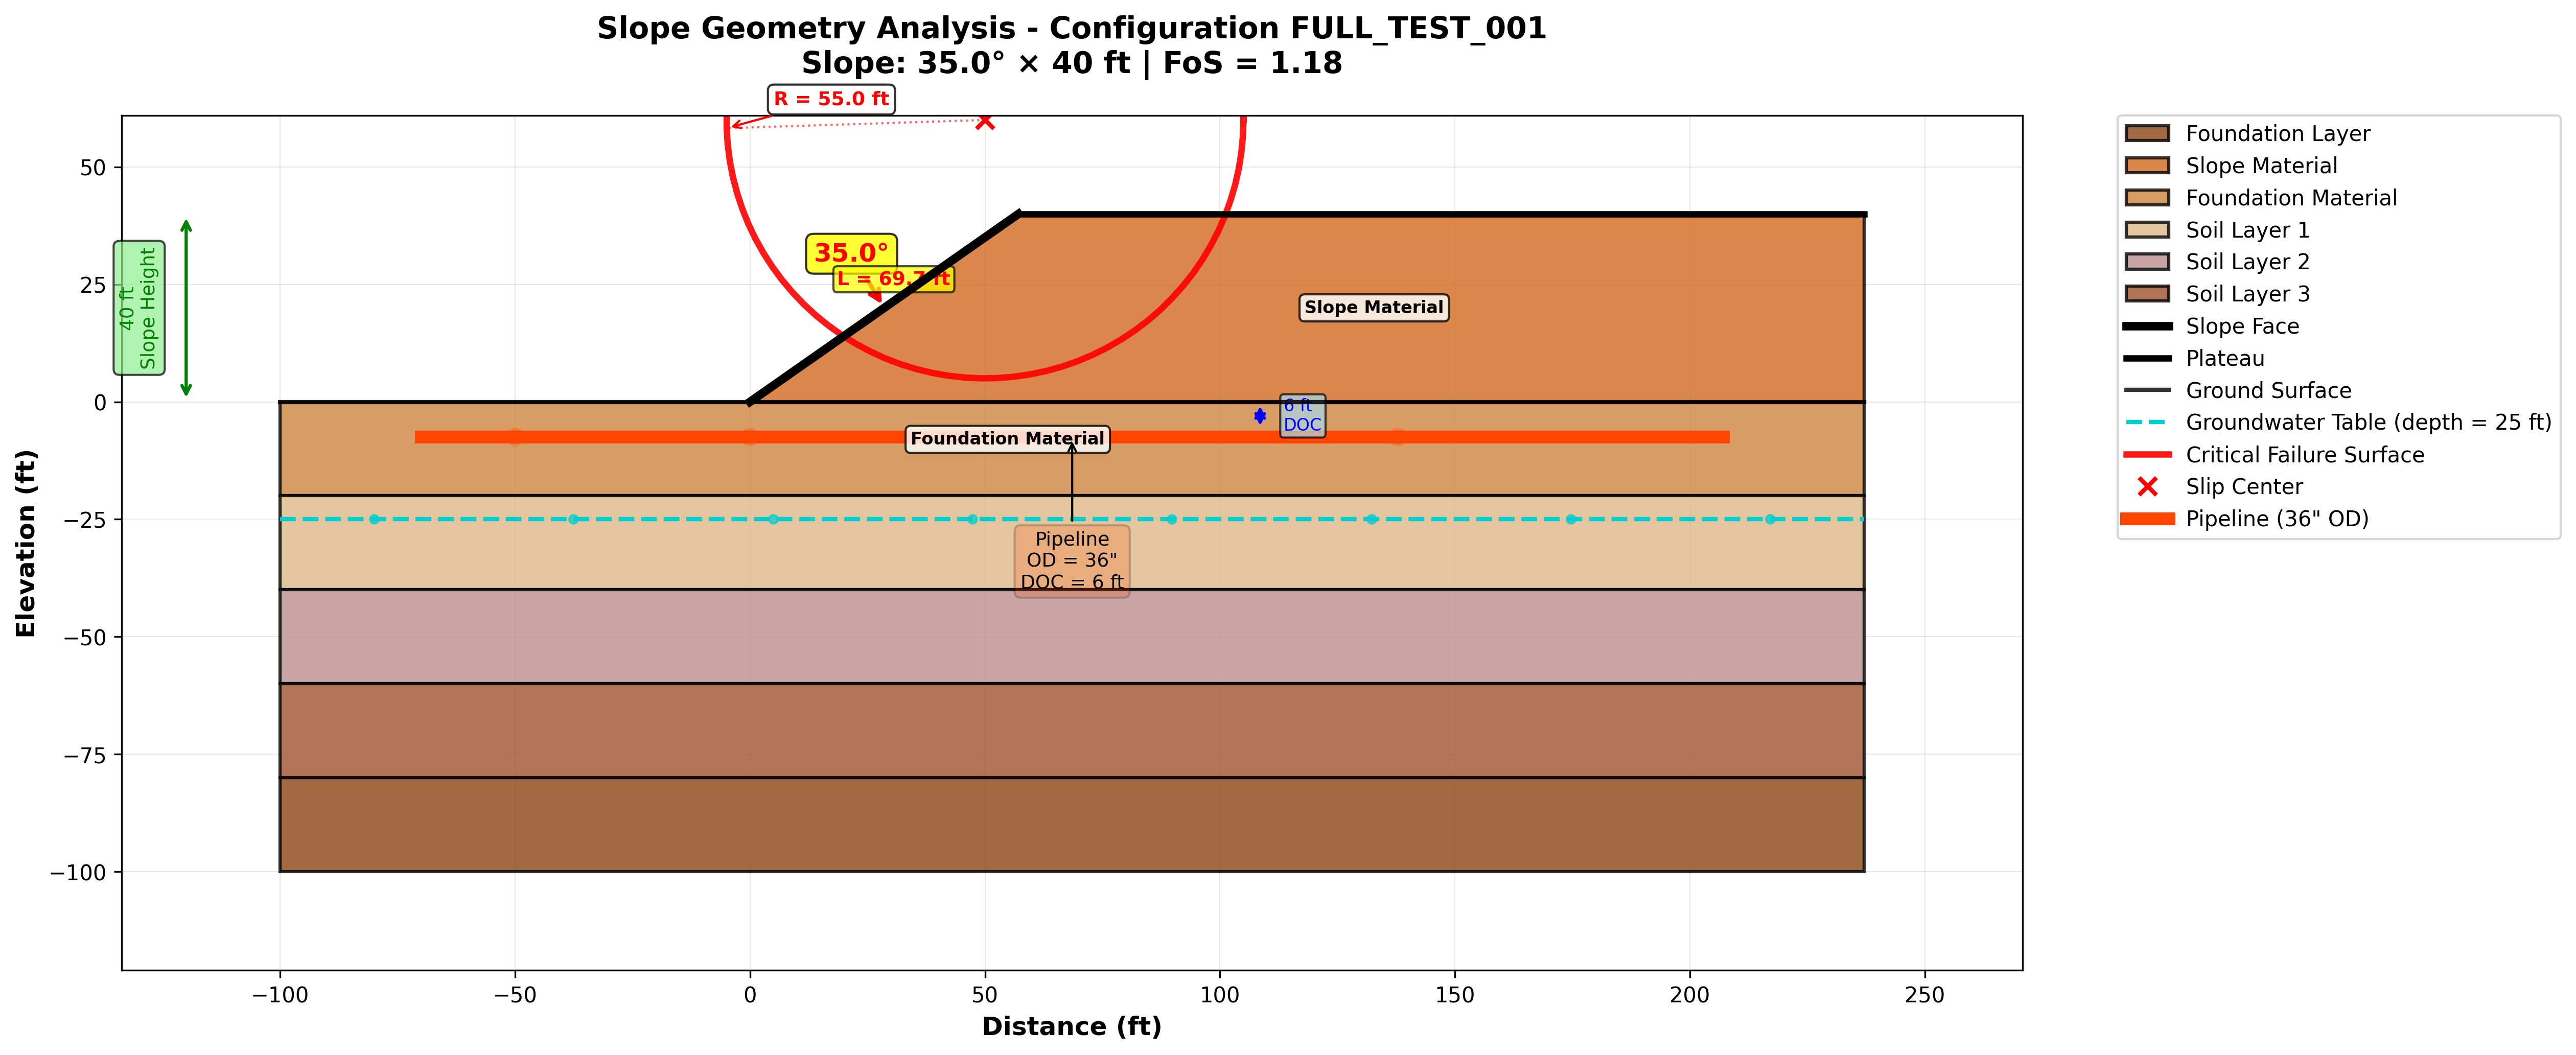 Slope Geometry Analysis - Configuration FULL_TEST_001
Slope: 35.0° × 40 ft | FoS = 1.18
R = 55.0 ft
35.0°
L = 69.7 ft
40 ft
Slope Height
Slope Material
6 ft
DOC
Foundation Material
Pipeline
OD = 36"
DOC = 6 ft
Elevation (ft)
50
25
0
−25
−50
−75
−100
−100
−50
0
50
100
150
200
250
Distance (ft)
Foundation Layer
Slope Material
Foundation Material
Soil Layer 1
Soil Layer 2
Soil Layer 3
Slope Face
Plateau
Ground Surface
Groundwater Table (depth = 25 ft)
Critical Failure Surface
Slip Center
Pipeline (36" OD)